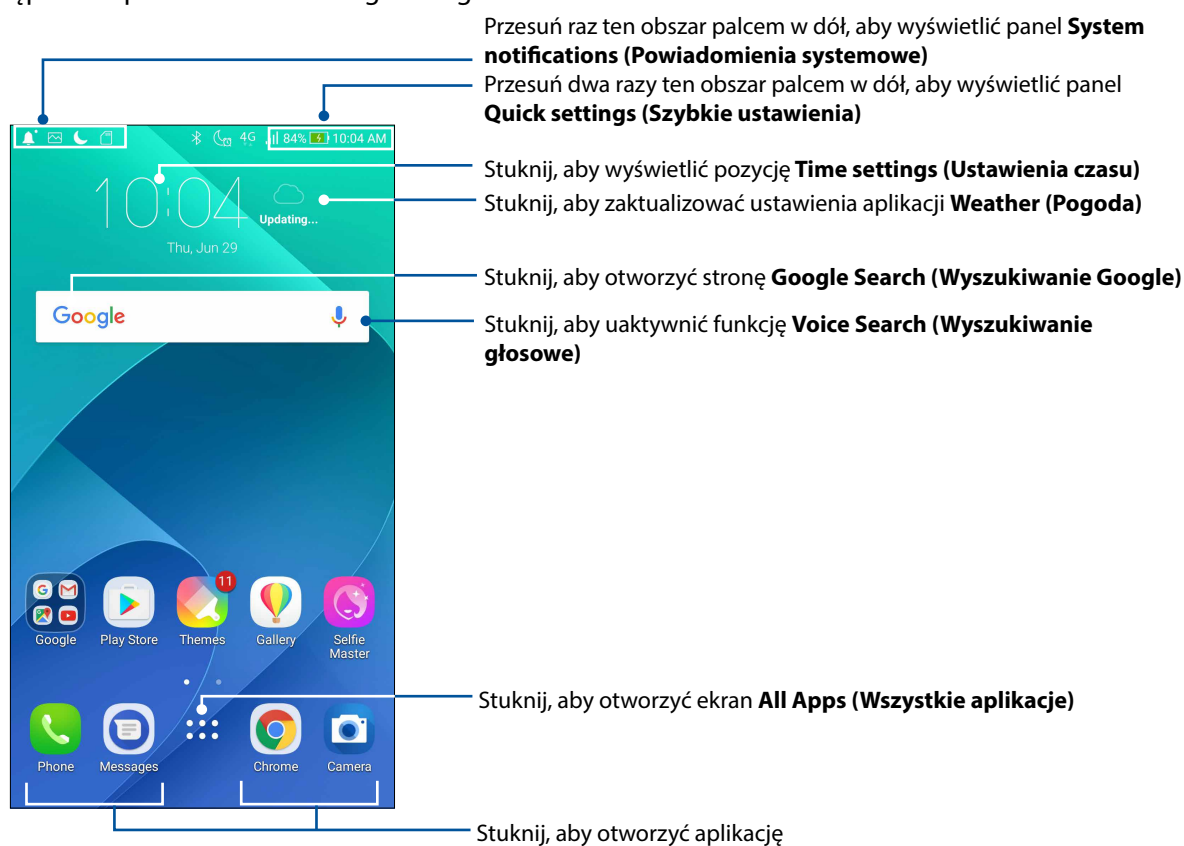 Przesuń raz ten obszar palcem w dół, aby wyświetlić panel System
notifications (Powiadomienia systemowe)
Przesuń dwa razy ten obszar palcem w dół, aby wyświetlić panel
Quick settings (Szybkie ustawienia)
4G 84% 10:04 AM
Stuknij, aby wyświetlić pozycję Time settings (Ustawienia czasu)
10:04
Stuknij, aby zaktualizować ustawienia aplikacji Weather (Pogoda)
Updating...
Thu, Jun 29
Stuknij, aby otworzyć stronę Google Search (Wyszukiwanie Google)
Google
Stuknij, aby uaktywnić funkcję Voice Search (Wyszukiwanie
głosowe)
11
Google Play Store Themes Gallery Selfie
Master
Stuknij, aby otworzyć ekran All Apps (Wszystkie aplikacje)
Phone Messages Chrome Camera
Stuknij, aby otworzyć aplikację